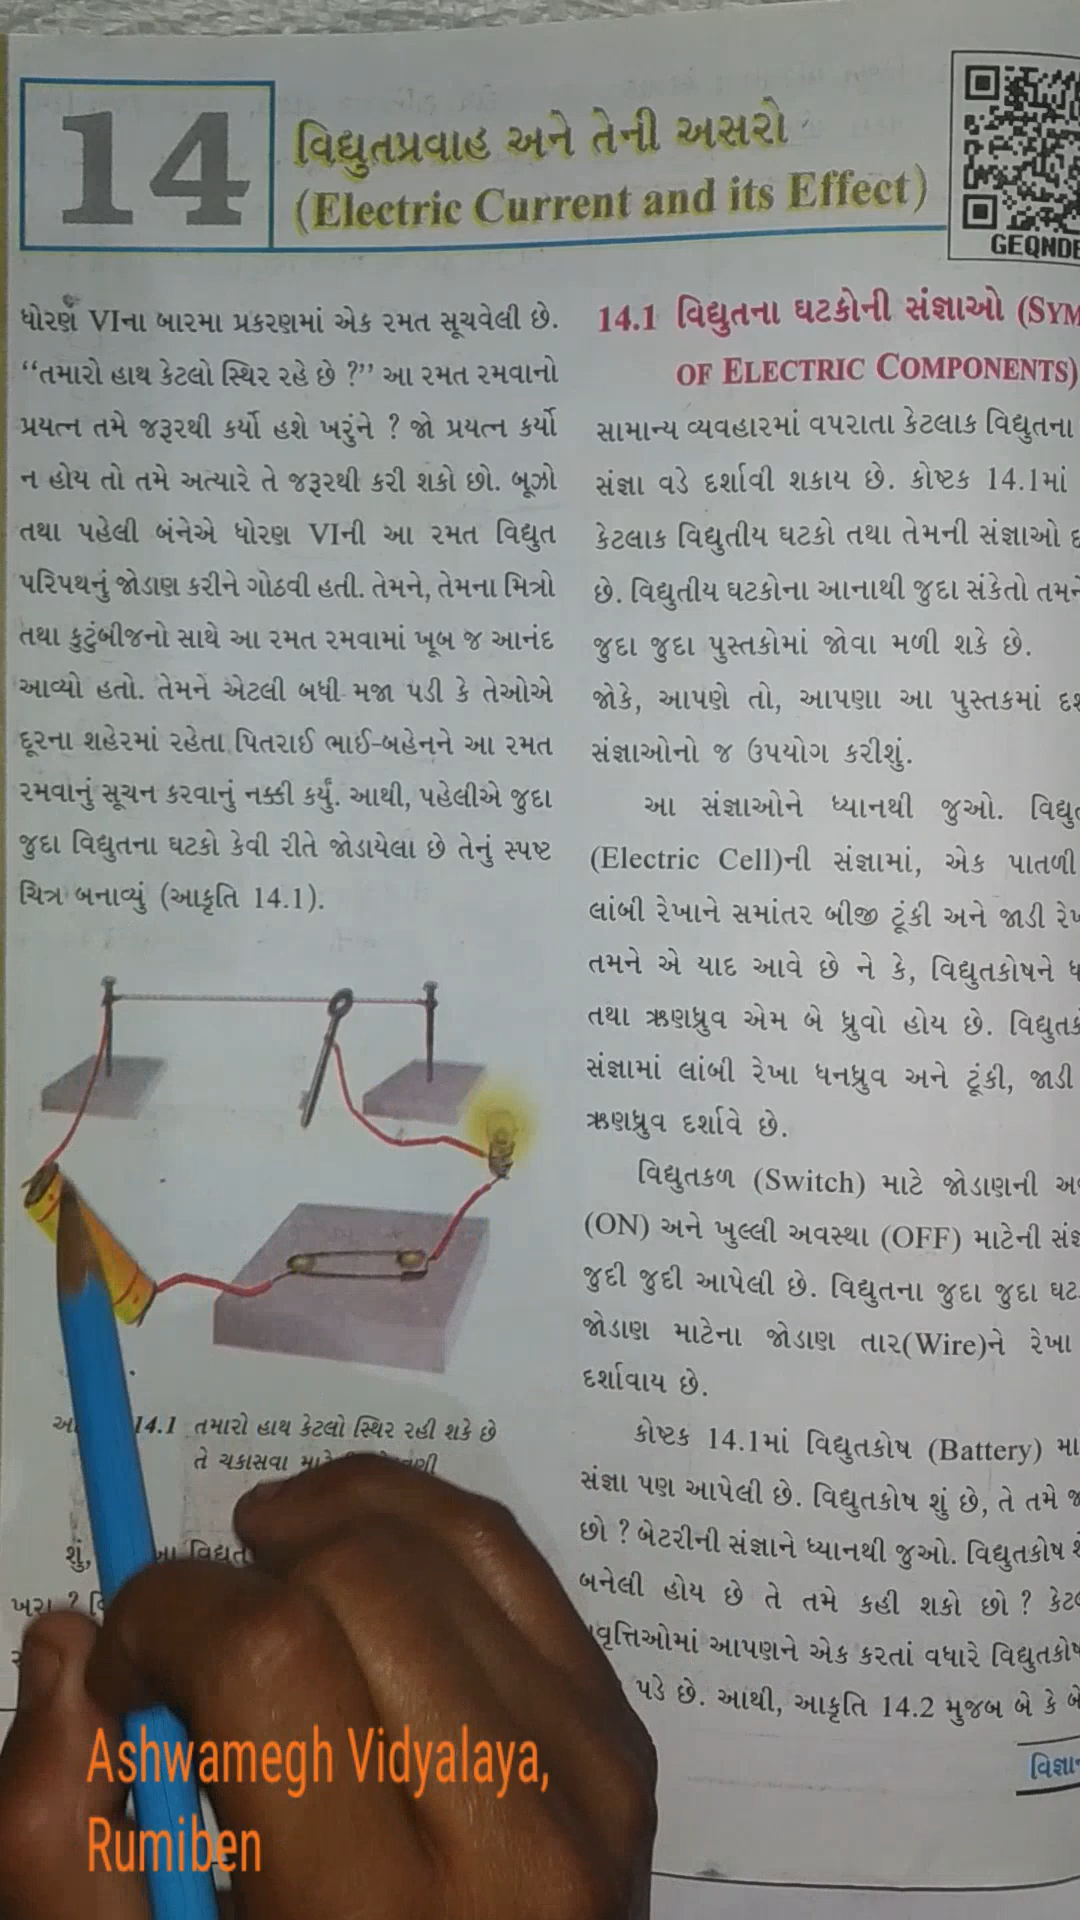 14
વિદ્યુતપ્રવાહ અને તેની અસરો
(Electric Current and its Effect)
GEQNDE
ધોરણ VIના બારમા પ્રકરણમાં એક રમત સૂચવેલી છે.
“તમારો હાથ કેટલો સ્થિર રહે છે ?” આ રમત રમવાનો
પ્રયત્ન તમે જરૂરથી કર્યો હશે ખરુંને ? જો પ્રયત્ન કર્યો
ન હોય તો તમે અત્યારે તે જરૂરથી કરી શકો છો. બૂઝો
તથા પહેલી બંનેએ ધોરણ VIની આ રમત વિદ્યુત
પરિપથનું જોડાણ કરીને ગોઠવી હતી. તેમને, તેમના મિત્રો
તથા કુટુંબીજનો સાથે આ રમત રમવામાં ખૂબ જ આનંદ
આવ્યો હતો. તેમને એટલી બધી મજા પડી કે તેઓએ
દૂરના શહેરમાં રહેતા પિતરાઈ ભાઈ-બહેનને આ રમત
રમવાનું સૂચન કરવાનું નક્કી કર્યું. આથી, પહેલીએ જુદા
જુદા વિદ્યુતના ઘટકો કેવી રીતે જોડાયેલા છે તેનું સ્પષ્ટ
ચિત્ર બનાવ્યું (આકૃતિ 14.1).
14.1 તમારો હાથ કેટલો સ્થિર રહી શકે છે
તે ચકાસવા
શું,
14.1 વિદ્યુતના ઘટકોની સંજ્ઞાઓ (SYM
OF ELECTRIC COMPONENTS)
સામાન્ય વ્યવહારમાં વપરાતા કેટલાક વિદ્યુતના
સંજ્ઞા વડે દર્શાવી શકાય છે. કોષ્ટક 14.1માં
કેટલાક વિદ્યુતીય ઘટકો તથા તેમની સંજ્ઞાઓ
છે. વિદ્યુતીય ઘટકોના આનાથી જુદા સંકેતો તમને
જુદા જુદા પુસ્તકોમાં જોવા મળી શકે છે.
જોકે, આપણે તો, આપણા આ પુસ્તકમાં
સંજ્ઞાઓનો જ ઉપયોગ કરીશું.
આ સંજ્ઞાઓને ધ્યાનથી જુઓ.
(Electric Cell)ની સંજ્ઞામાં, એક પાતળી
લાંબી રેખાને સમાંતર બીજી ટૂંકી અને જાડી
તમને એ યાદ આવે છે ને કે, વિદ્યુતકોષને
તથા ઋણધ્રુવ એમ બે ધ્રુવો હોય છે.
સંજ્ઞામાં લાંબી રેખા ધનધ્રુવ અને ટૂંકી, જાડી
ઋણધ્રુવ દર્શાવે છે.
વિદ્યુતકળ (Switch) માટે જોડાણની
(ON) અને ખુલ્લી અવસ્થા (OFF) માટેની
જુદી જુદી આપેલી છે. વિદ્યુતના જુદા જુદા
જોડાણ માટેના જોડાણ તાર(Wire)ને રેખા
દર્શાવાય છે.
કોષ્ટક 14.1માં વિદ્યુતકોષ (Battery)
સંજ્ઞા પણ આપેલી છે. વિદ્યુતકોષ શું છે, તે તમે
છો ? બેટરીની સંજ્ઞાને ધ્યાનથી જુઓ. વિદ્યુતકોષ
બનેલી હોય છે તે તમે કહી શકો છો ?
આપણને એક કરતાં વધારે વિદ્યુતકોષ
પડે છે. આથી, આકૃતિ 14.2 મુજબ બે કે
Ashwamegh Vidyalaya,
Rumiben